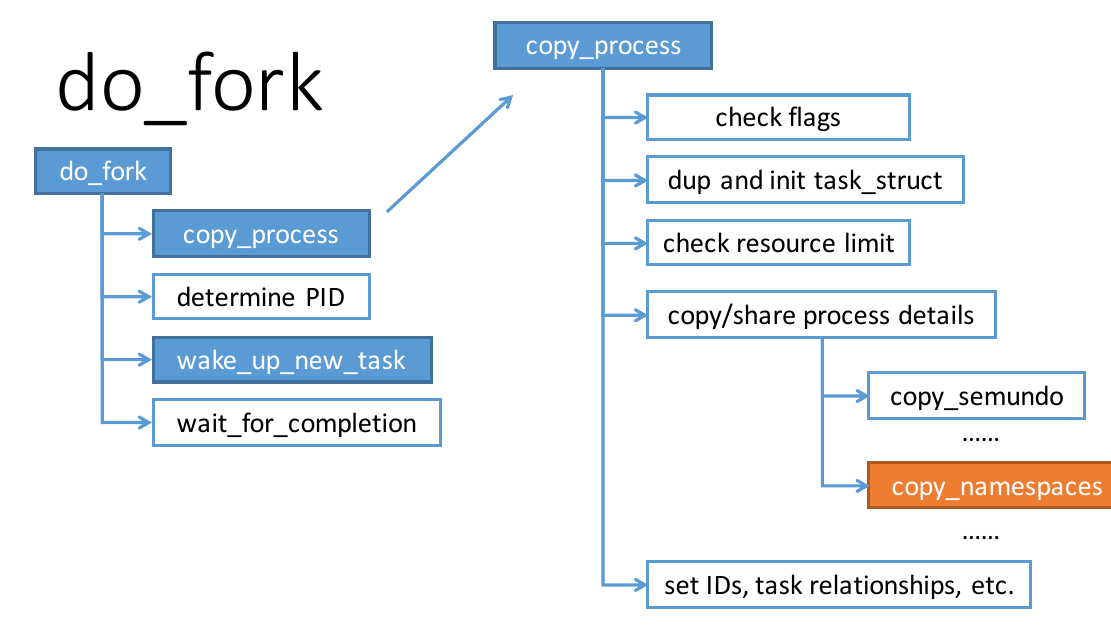 do_fork
do_fork
copy_process
determine PID
wake_up_new_task
wait_for_completion
copy_process
check flags
dup and init task_struct
check resource limit
copy/share process details
copy_semundo
……
copy_namespaces
……
set IDs, task relationships, etc.